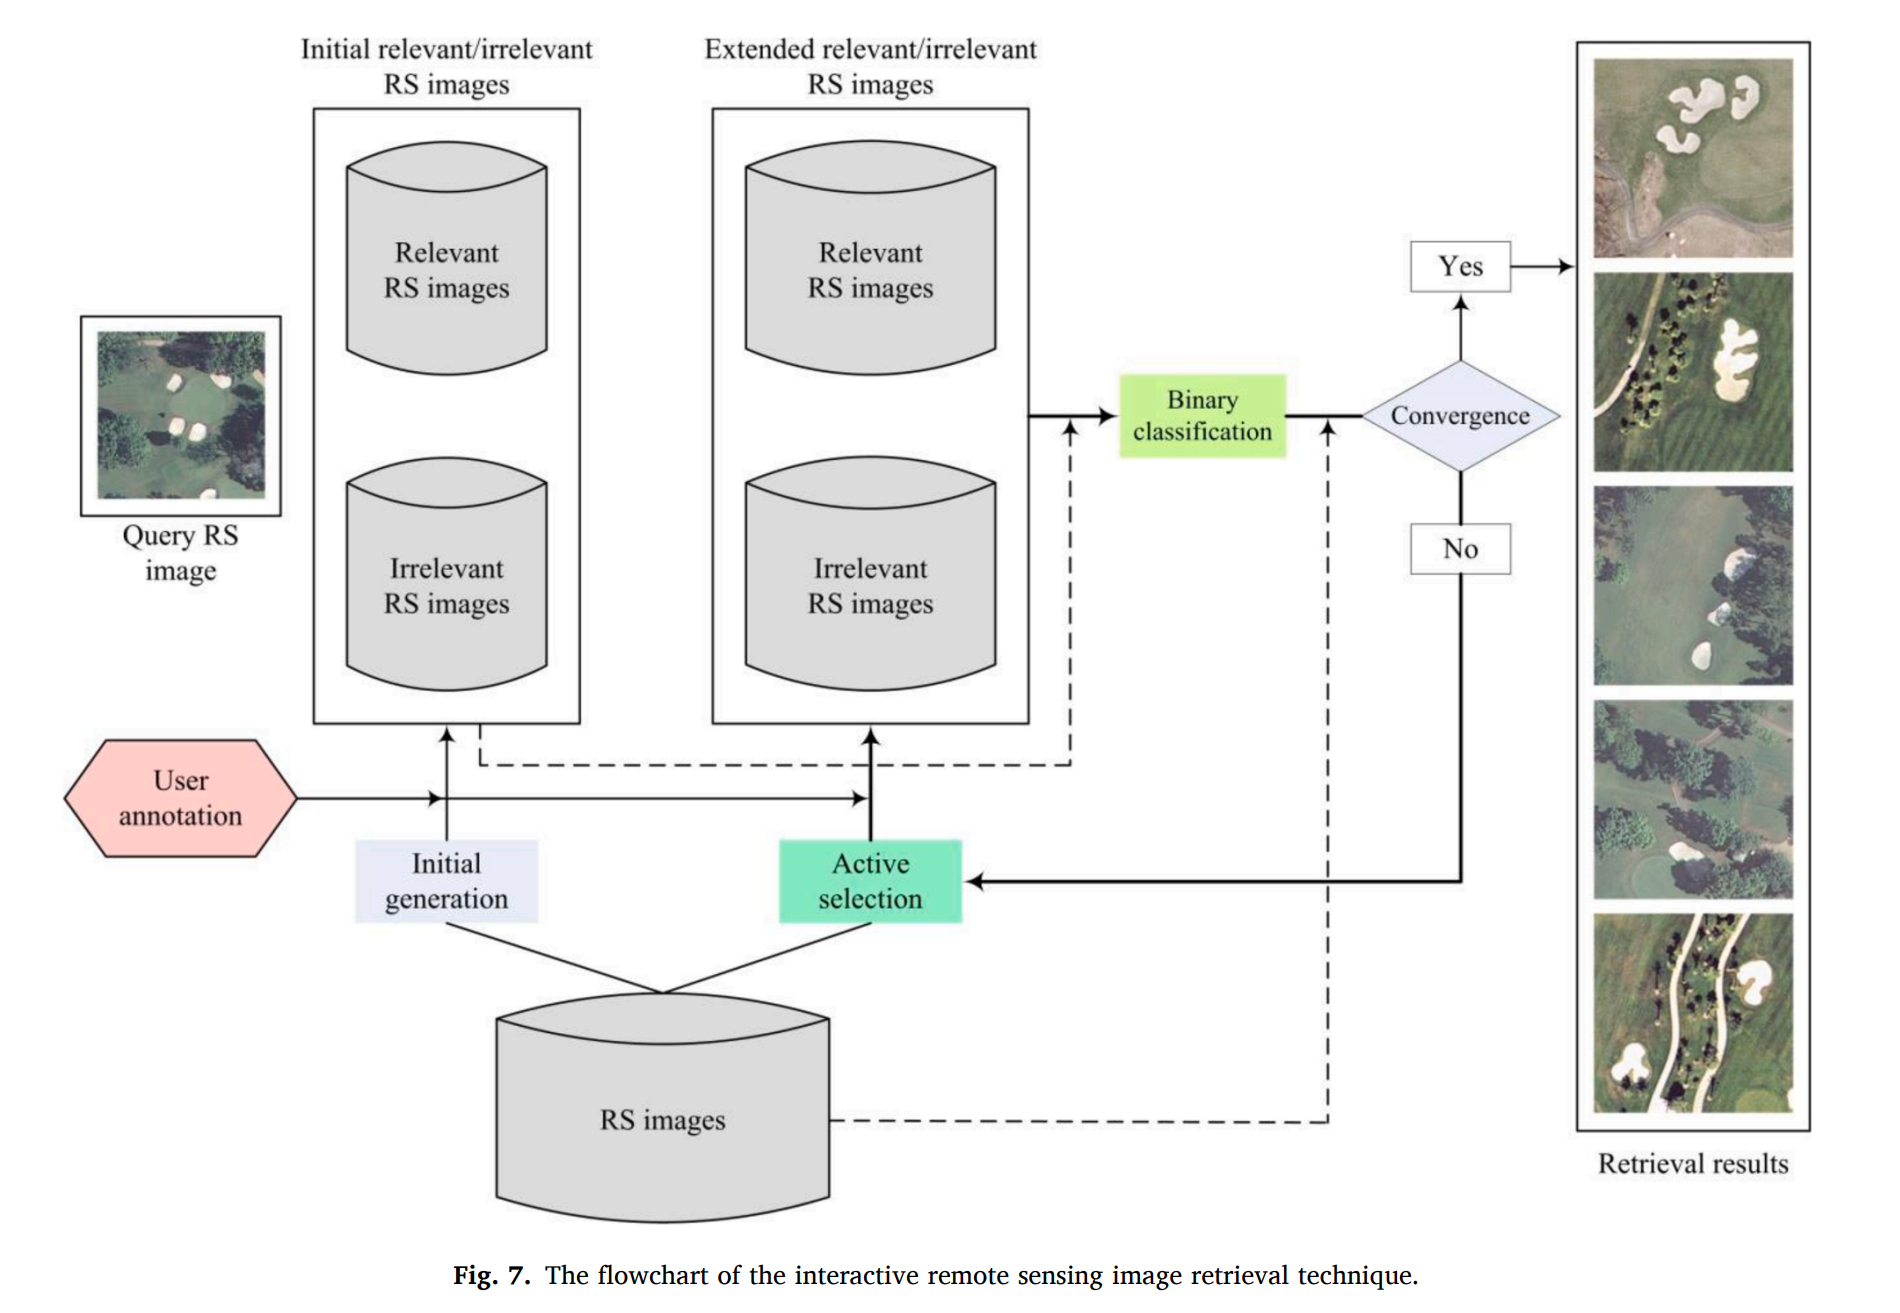 Initial relevant/irrelevant
RS images
Extended relevant/irrelevant
RS images
Relevant
RS images
Relevant
RS images
Yes
Query RS
image
Binary
classification
Convergence
Irrelevant
RS images
Irrelevant
RS images
No
User
annotation
Initial
generation
Active
selection
RS images
Retrieval results
Fig. 7. The flowchart of the interactive remote sensing image retrieval technique.